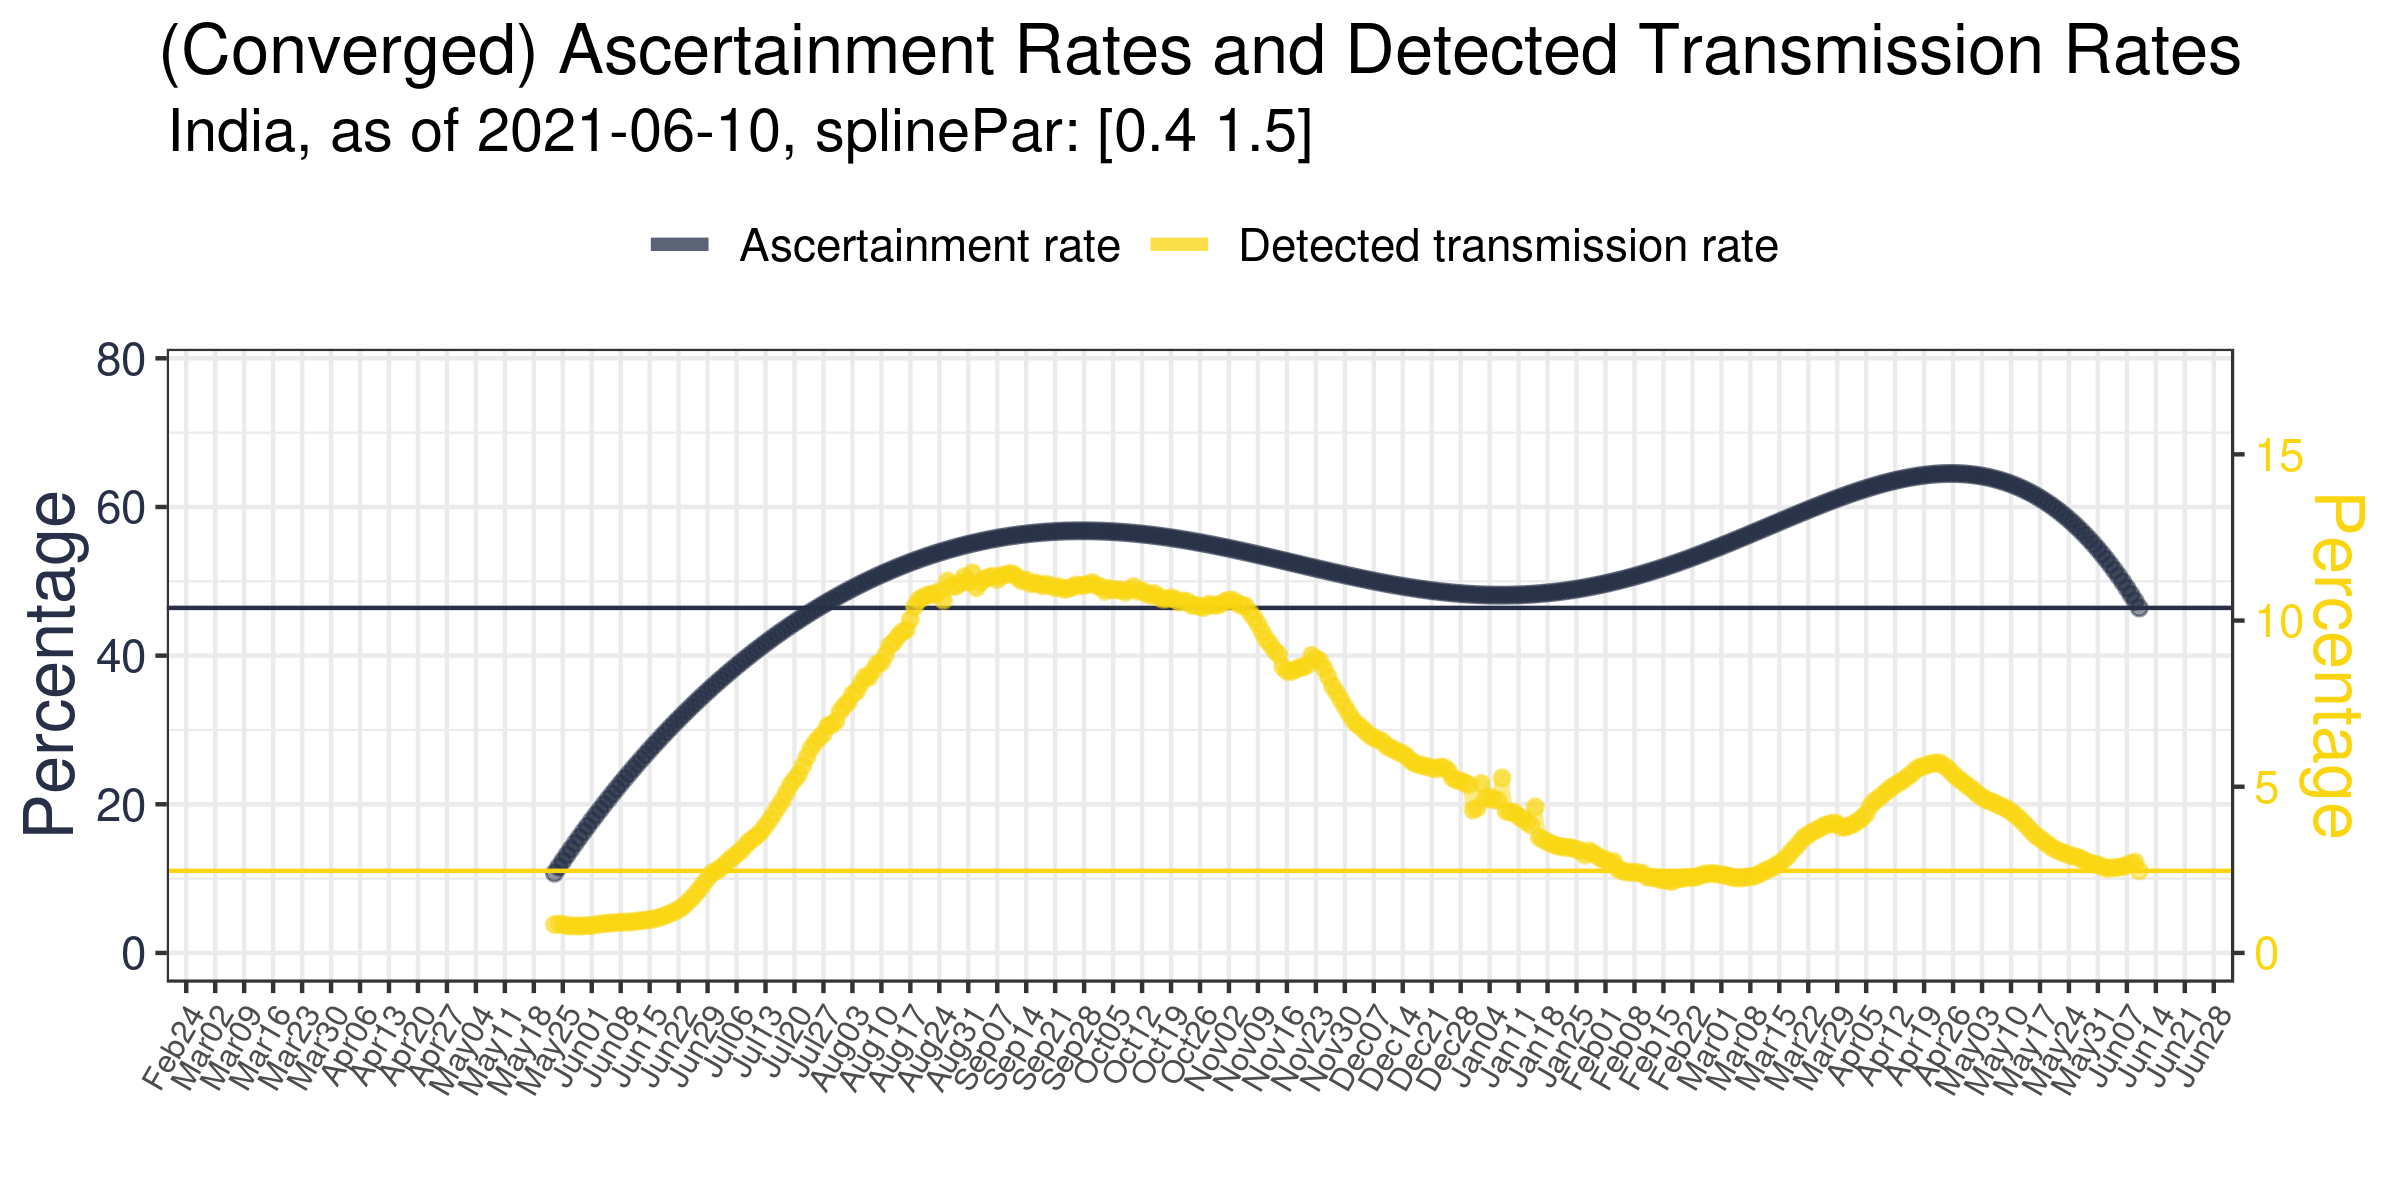 (Converged) Ascertainment Rates and Detected Transmission Rates
India, as of 2021-06-10, splinePar: [0.4 1.5]
Ascertainment rate
Detected transmission rate
Percentage
80
60
40
20
0
15
10
5
0
Percentage
Feb24
Mar02
Mar09
Mar16
Mar23
Mar30
Apr06
Apr13
Apr20
Apr27
May04
May11
May18
May25
Jun01
Jun08
Jun15
Jun22
Jun29
Jul06
Jul13
Jul20
Jul27
Aug03
Aug10
Aug17
Aug24
Aug31
Sep07
Sep14
Sep21
Sep28
Oct05
Oct12
Oct19
Oct26
Nov02
Nov09
Nov16
Nov23
Nov30
Dec07
Dec14
Dec21
Dec28
Jan04
Jan11
Jan18
Jan25
Feb01
Feb08
Feb15
Feb22
Mar01
Mar08
Mar15
Mar22
Mar29
Apr05
Apr12
Apr19
Apr26
May03
May10
May17
May24
May31
Jun07
Jun14
Jun21
Jun28